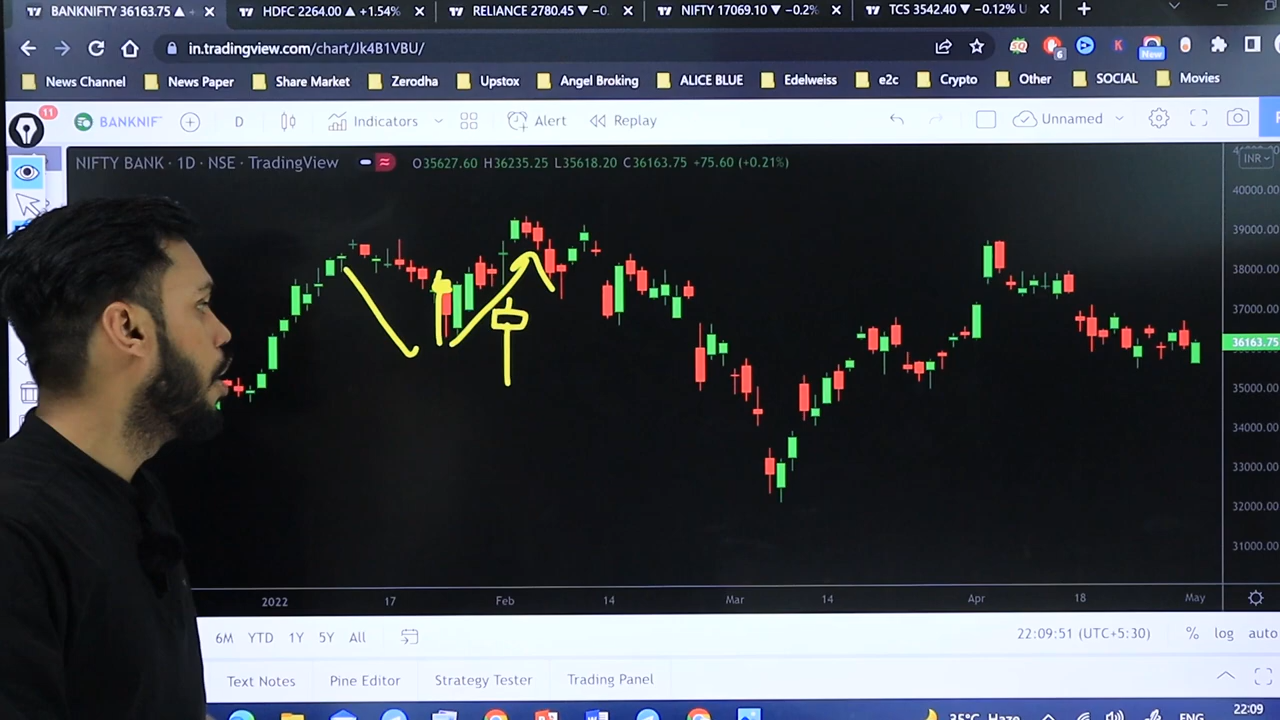 BANKNIFTY 36163.75 ▲ + HDFC 2264.00 ▲ +1.54% RELIANCE 2780.45 ▼ −0. NIFTY 17069.10 ▼ −0.2% TCS 3542.40 ▼ −0.12% U
in.tradingview.com/chart/Jk4B1VBU/ 6 K New
News Channel News Paper Share Market Zerodha Upstox Angel Broking ALICE BLUE Edelweiss e2c Crypto Other SOCIAL Movies
11 BANKNIF D Indicators Alert Replay Unnamed
NIFTY BANK · 1D · NSE · TradingView O35627.60 H36235.25 L35618.20 C36163.75 +75.60 (+0.21%) INR
40000.00
39000.00
38000.00
37000.00
36163.75
35000.00
34000.00
33000.00
32000.00
31000.00
2022 17 Feb 14 Mar 14 Apr 18 May
6M YTD 1Y 5Y All 22:09:51 (UTC+5:30) % log auto
Text Notes Pine Editor Strategy Tester Trading Panel
35°C Haze ENG 22:09